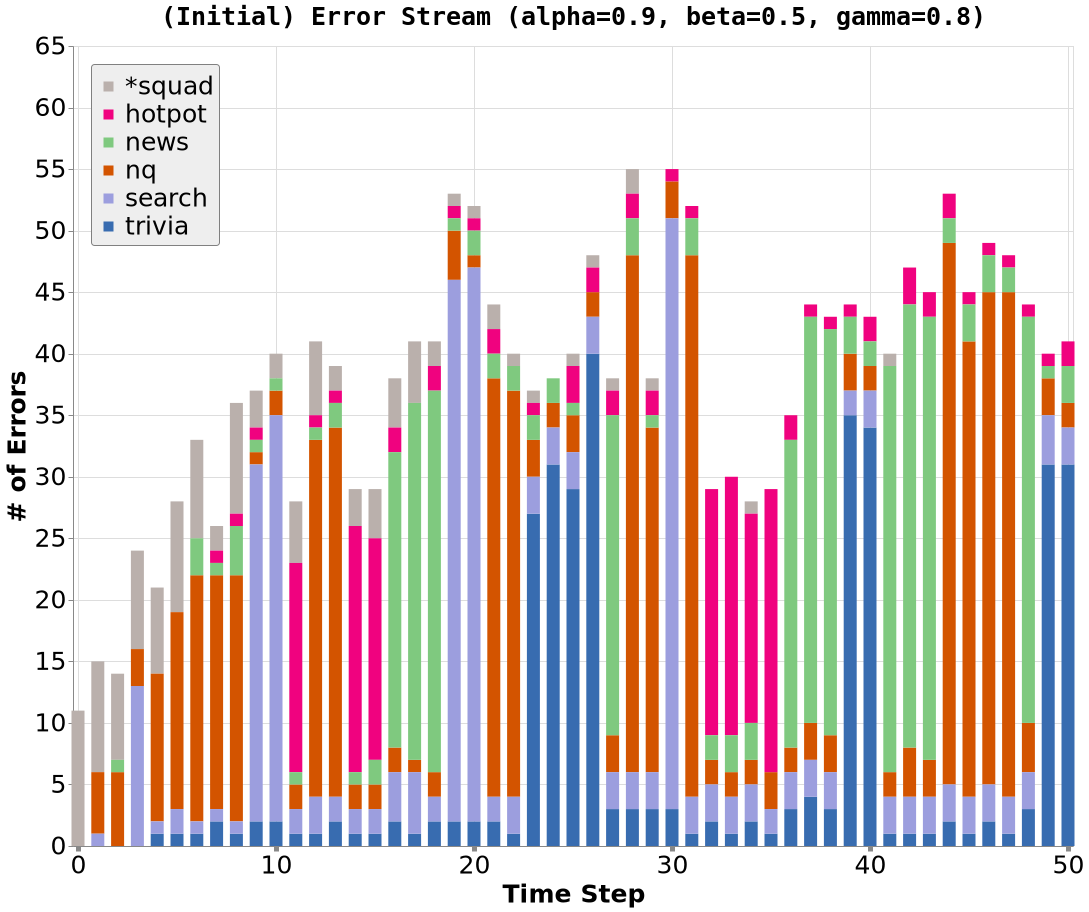 (Initial) Error Stream (alpha=0.9, beta=0.5, gamma=0.8)
65
60
55
50
45
40
35
30
25
20
15
10
5
0
# of Errors
*squad
hotpot
news
nq
search
trivia
0 10 20 30 40 50
Time Step